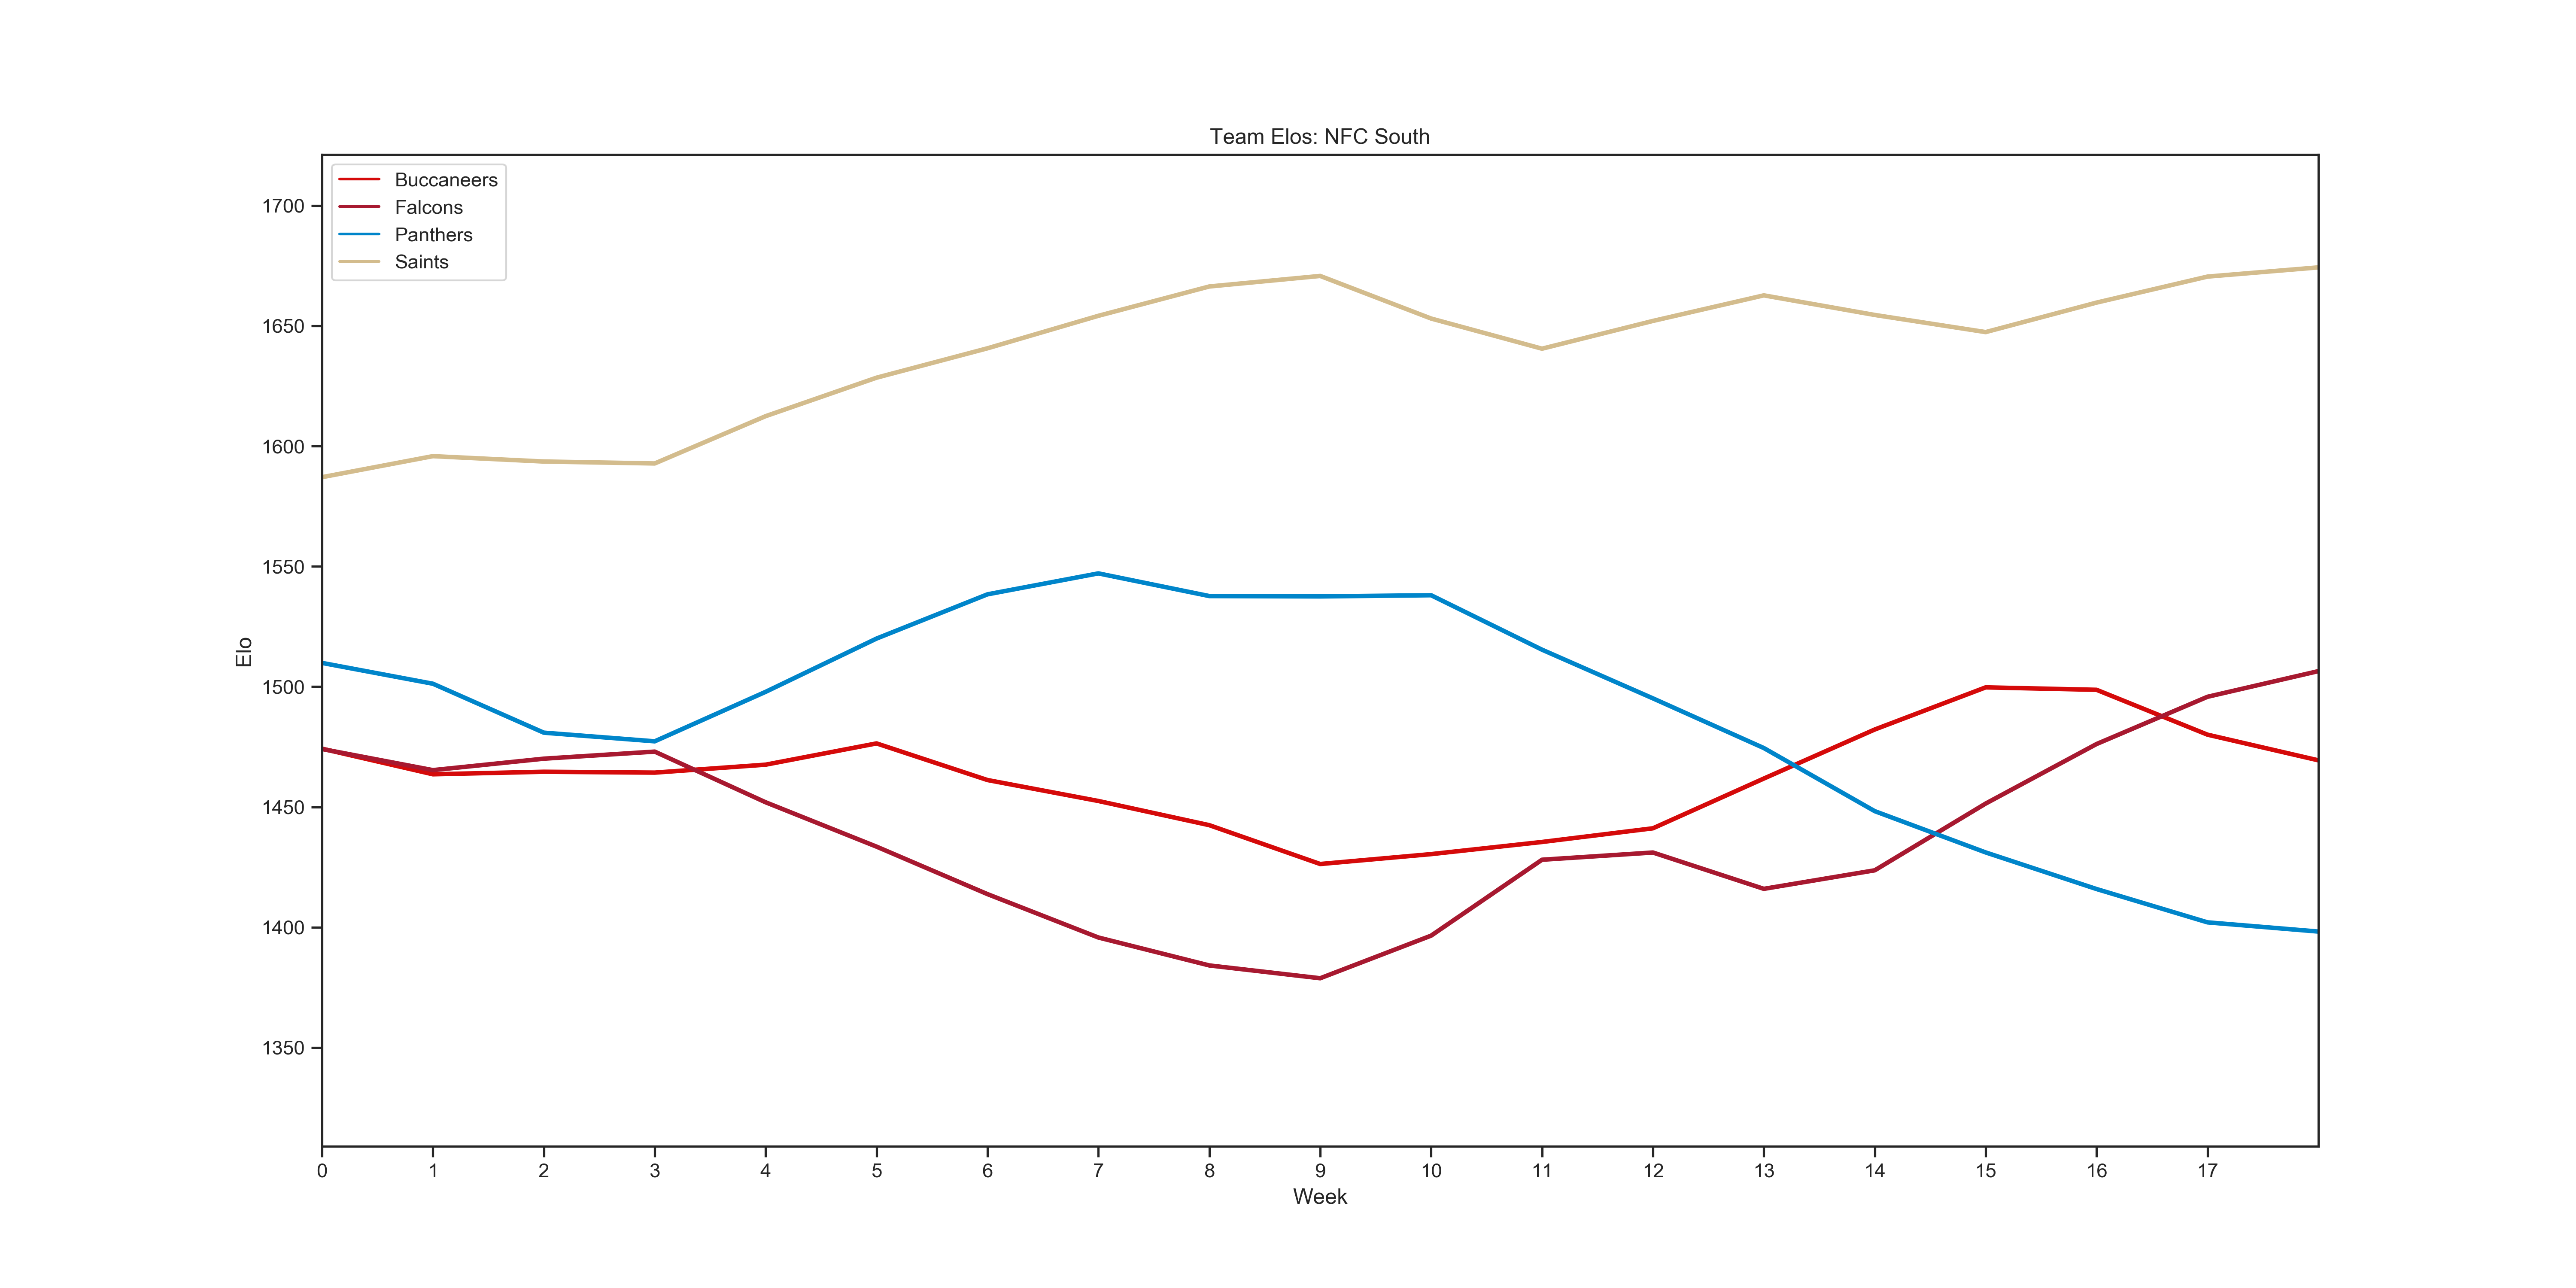 Team Elos: NFC South
Buccaneers
Falcons
Panthers
Saints
1700
1650
1600
1550
1500
1450
1400
1350
Elo
0 1 2 3 4 5 6 7 8 9 10 11 12 13 14 15 16 17
Week